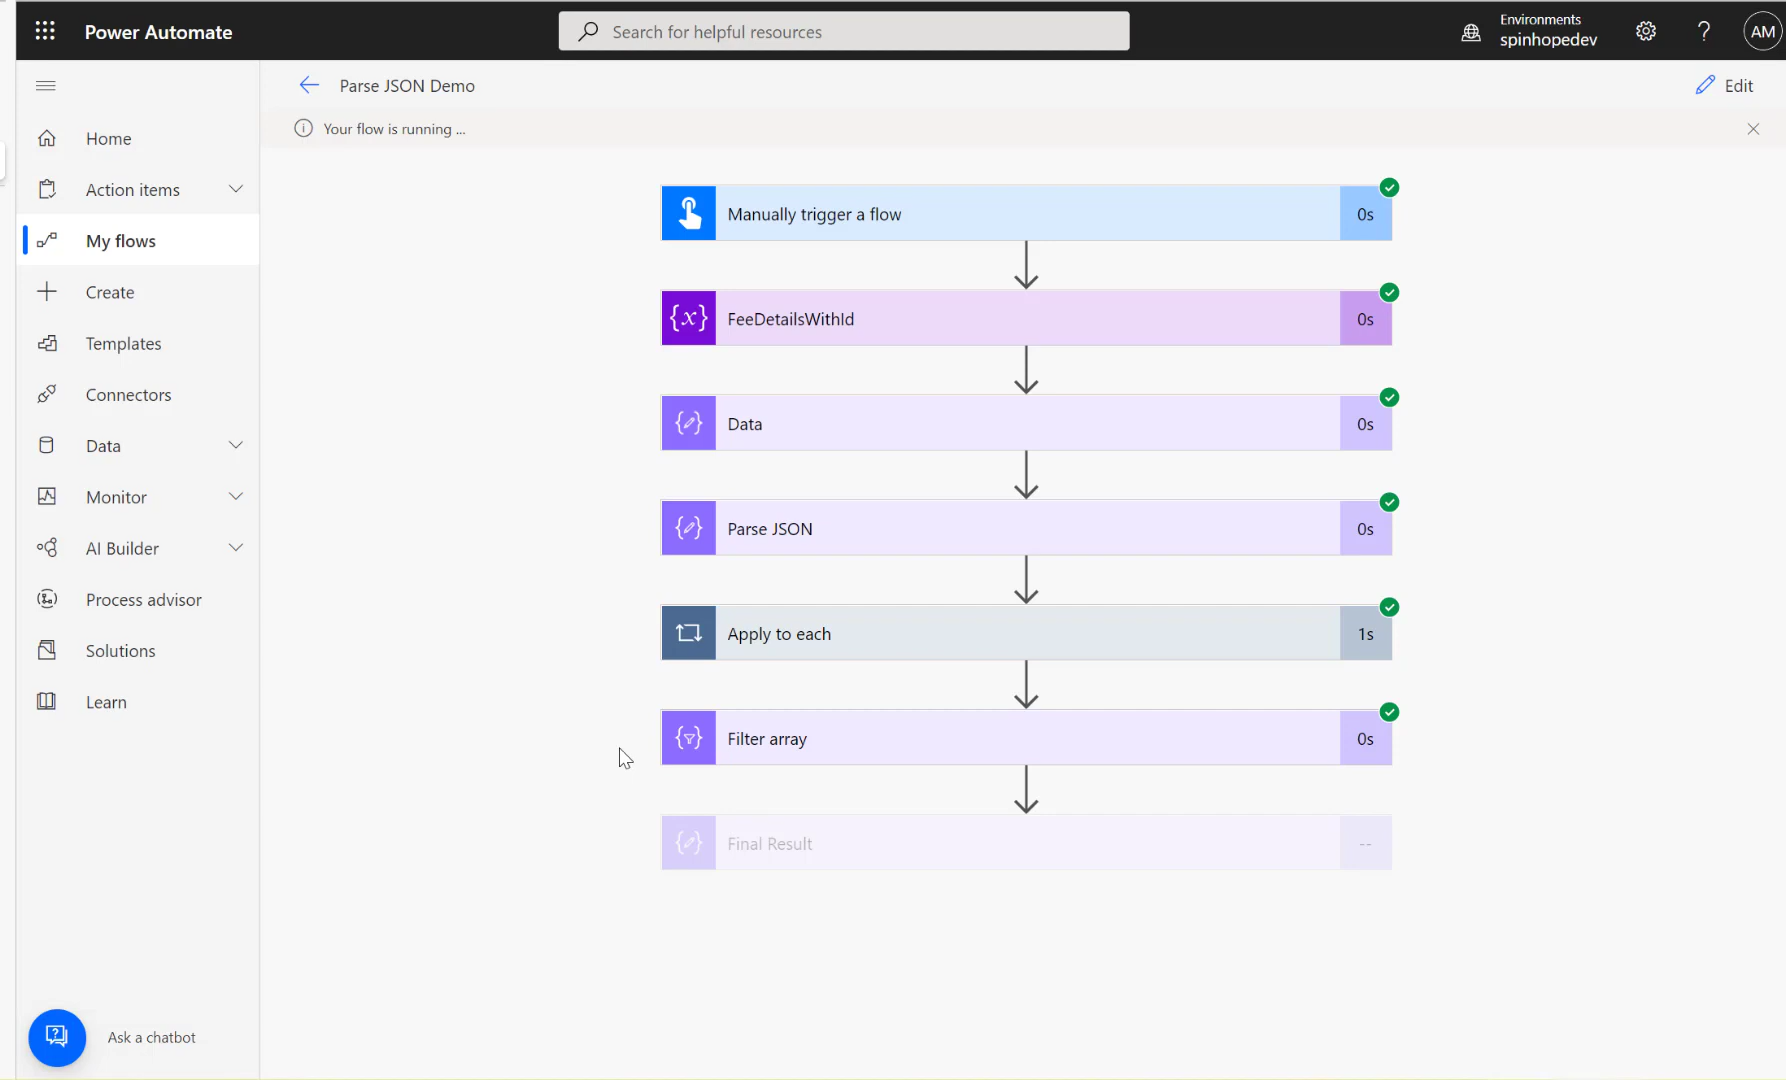 Power Automate
Search for helpful resources
Environments
spinhopedev
?
AM
Parse JSON Demo
Edit
Your flow is running ...
Home
Action items
My flows
Create
Templates
Connectors
Data
Monitor
AI Builder
Process advisor
Solutions
Learn
Ask a chatbot
Manually trigger a flow
0s
{x}
FeeDetailsWithId
0s
Data
0s
Parse JSON
0s
Apply to each
1s
Filter array
0s
Final Result
--